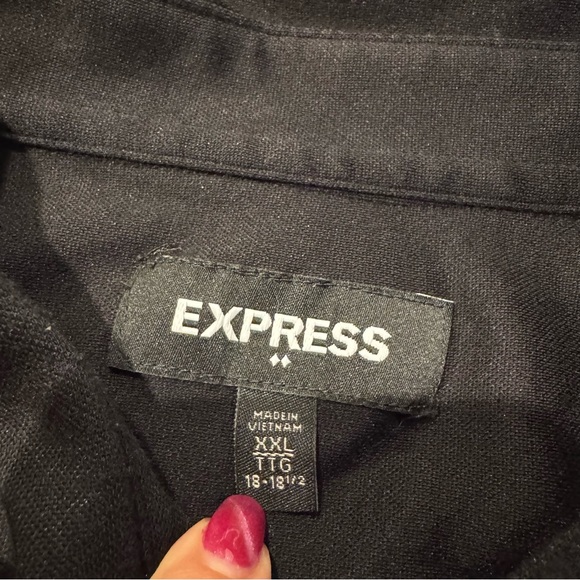 EXPRESS
MADE IN
VIETNAM
XXL
TTG
18•18 1/2